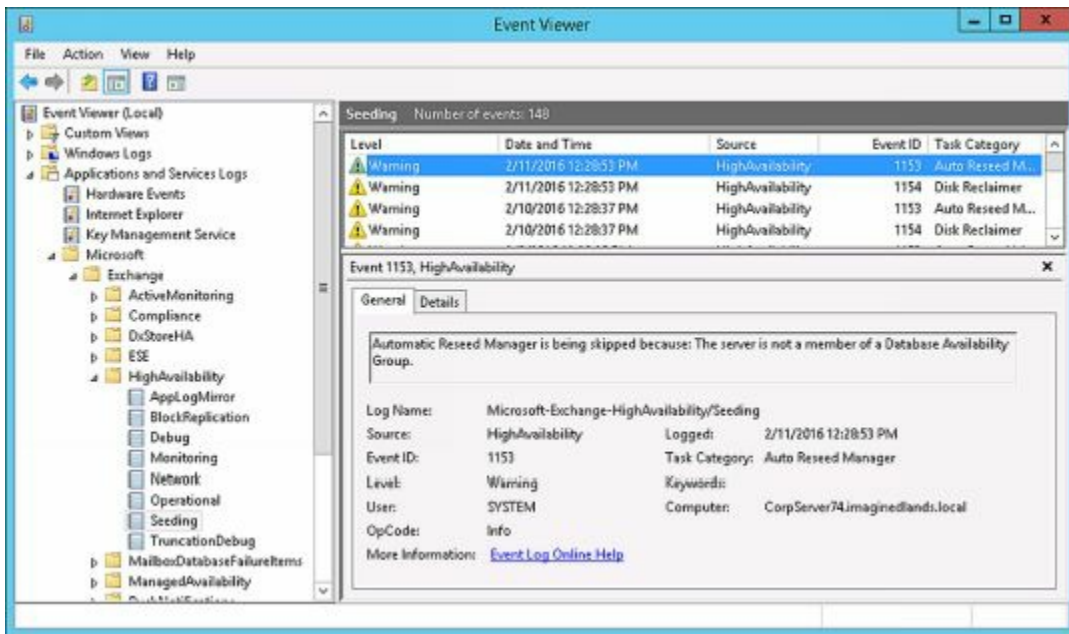 Event Viewer
File Action View Help
Event Viewer (Local)
Custom Views
Windows Logs
Applications and Services Logs
Hardware Events
Internet Explorer
Key Management Service
Microsoft
Exchange
ActiveMonitoring
Compliance
DxStoreHA
ESE
HighAvailability
AppLogMirror
BlockReplication
Debug
Monitoring
Network
Operational
Seeding
TruncationDebug
MailboxDatabaseFailureItems
ManagedAvailability
Seeding Number of events: 148
Level Date and Time Source Event ID Task Category
Warning 2/11/2016 12:28:53 PM HighAvailability 1153 Auto Reseed M...
Warning 2/11/2016 12:28:53 PM HighAvailability 1154 Disk Reclaimer
Warning 2/10/2016 12:28:37 PM HighAvailability 1153 Auto Reseed M...
Warning 2/10/2016 12:28:37 PM HighAvailability 1154 Disk Reclaimer
Event 1153, HighAvailability
General Details
Automatic Reseed Manager is being skipped because: The server is not a member of a Database Availability
Group.
Log Name: Microsoft-Exchange-HighAvailability/Seeding
Source: HighAvailability Logged: 2/11/2016 12:28:53 PM
Event ID: 1153 Task Category: Auto Reseed Manager
Level: Warning Keywords:
User: SYSTEM Computer: CorpServer74.imaginedlands.local
OpCode: Info
More Information: Event Log Online Help